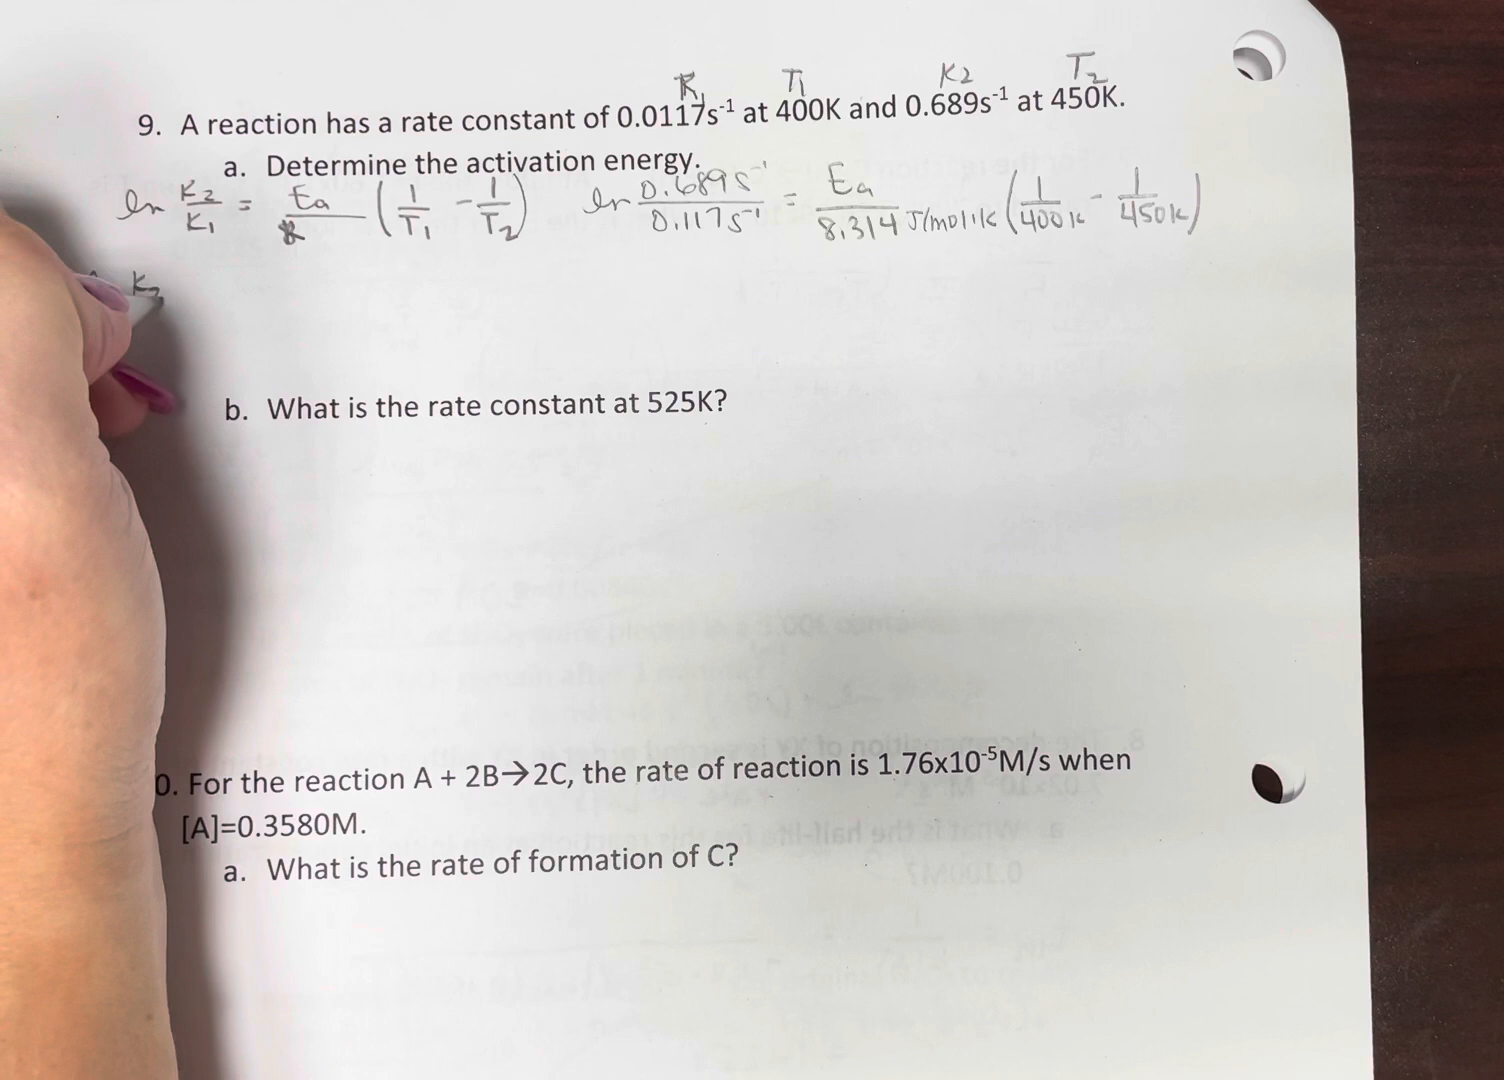 K₁ T₁ K2 T₂
9. A reaction has a rate constant of 0.0117s⁻¹ at 400K and 0.689s⁻¹ at 450K.
a. Determine the activation energy.
ln K₂/K₁ = Ea/R (1/T₁ - 1/T₂) ln 0.689s⁻¹/0.117s⁻¹ = Ea/8.314 J/mol·K (1/400K - 1/450K)
K₂
b. What is the rate constant at 525K?
0. For the reaction A + 2B→2C, the rate of reaction is 1.76x10⁻⁵M/s when
[A]=0.3580M.
a. What is the rate of formation of C?